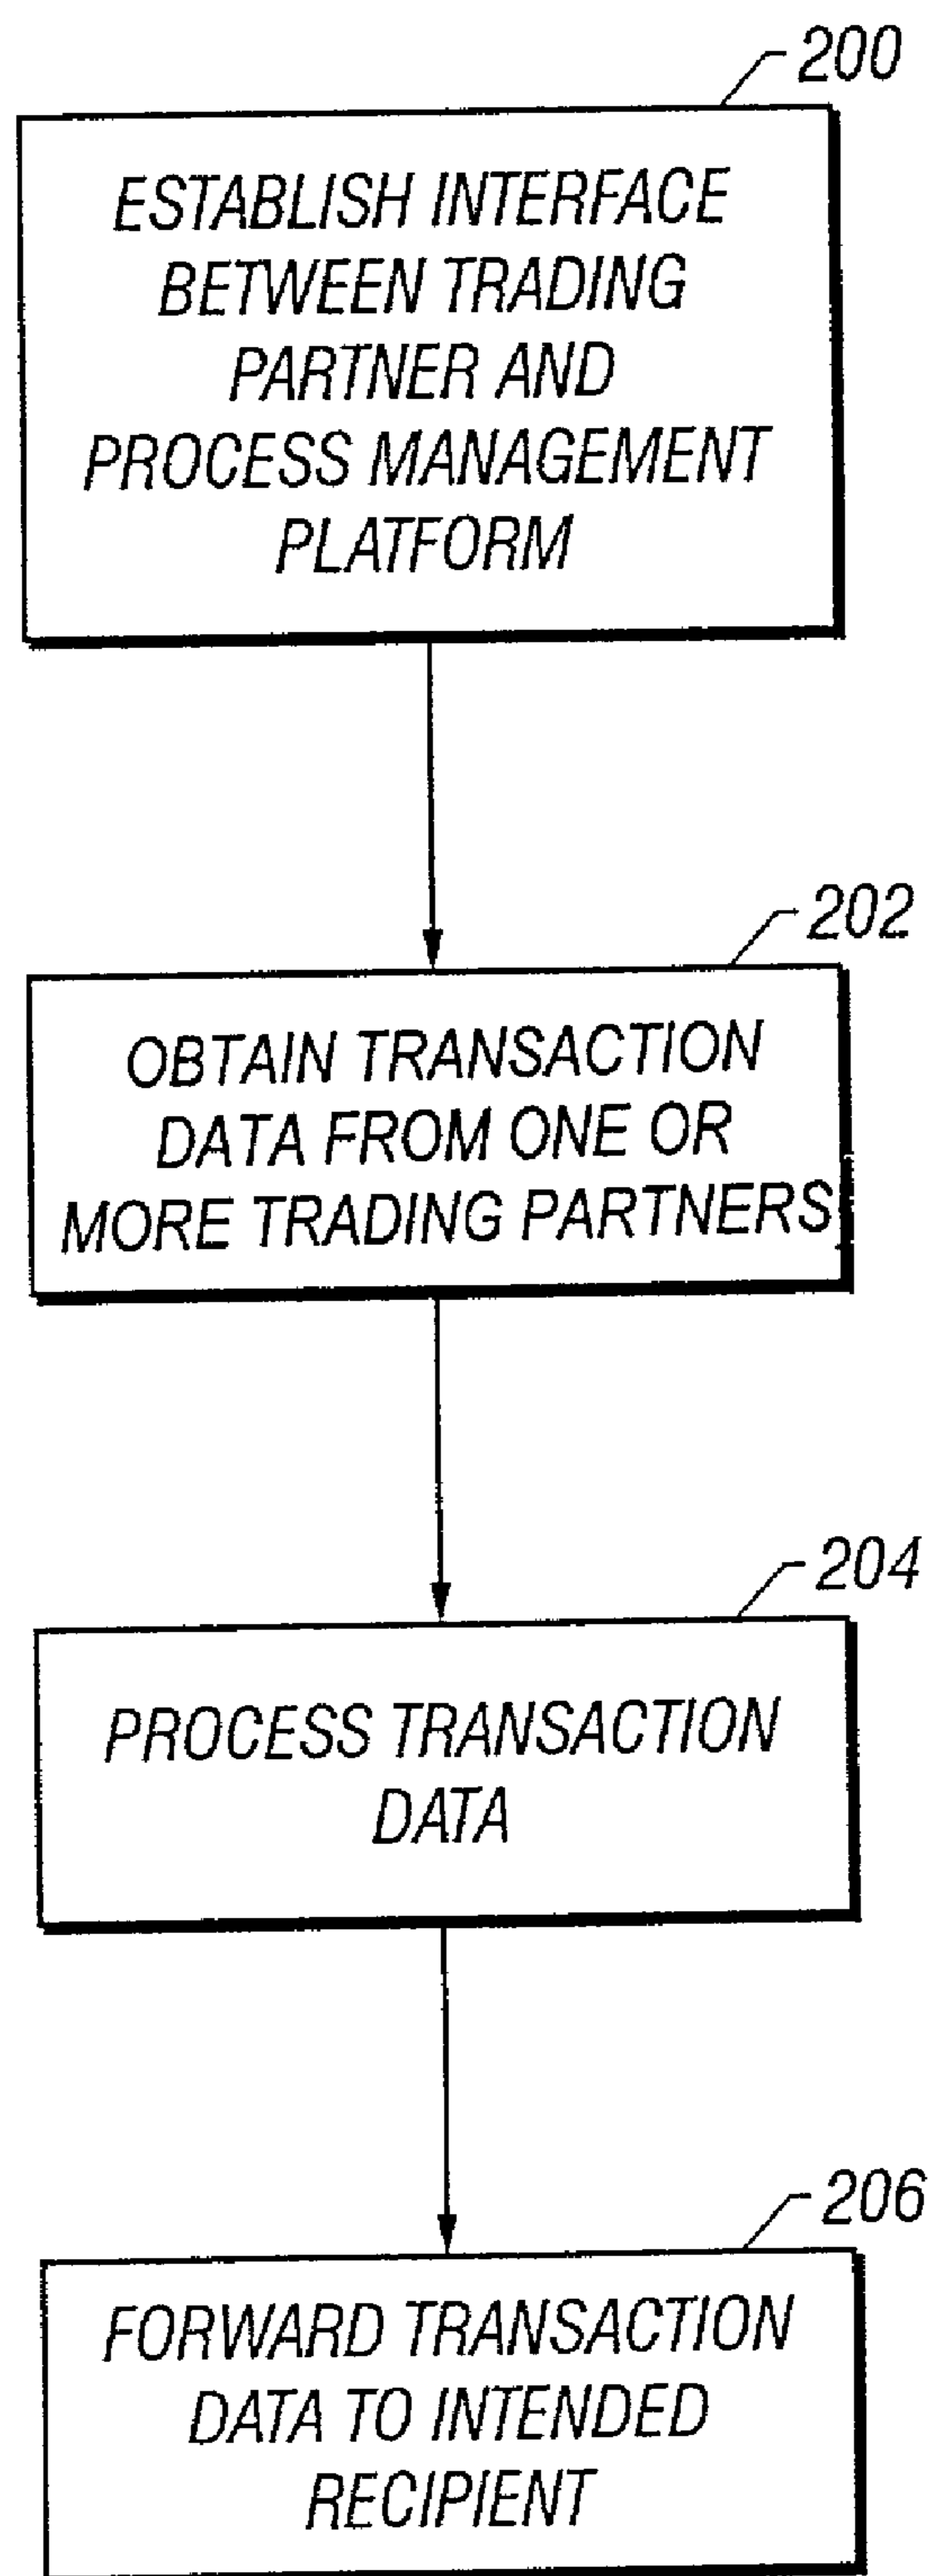 200
ESTABLISH INTERFACE
BETWEEN TRADING
PARTNER AND
PROCESS MANAGEMENT
PLATFORM
202
OBTAIN TRANSACTION
DATA FROM ONE OR
MORE TRADING PARTNERS
204
PROCESS TRANSACTION
DATA
206
FORWARD TRANSACTION
DATA TO INTENDED
RECIPIENT